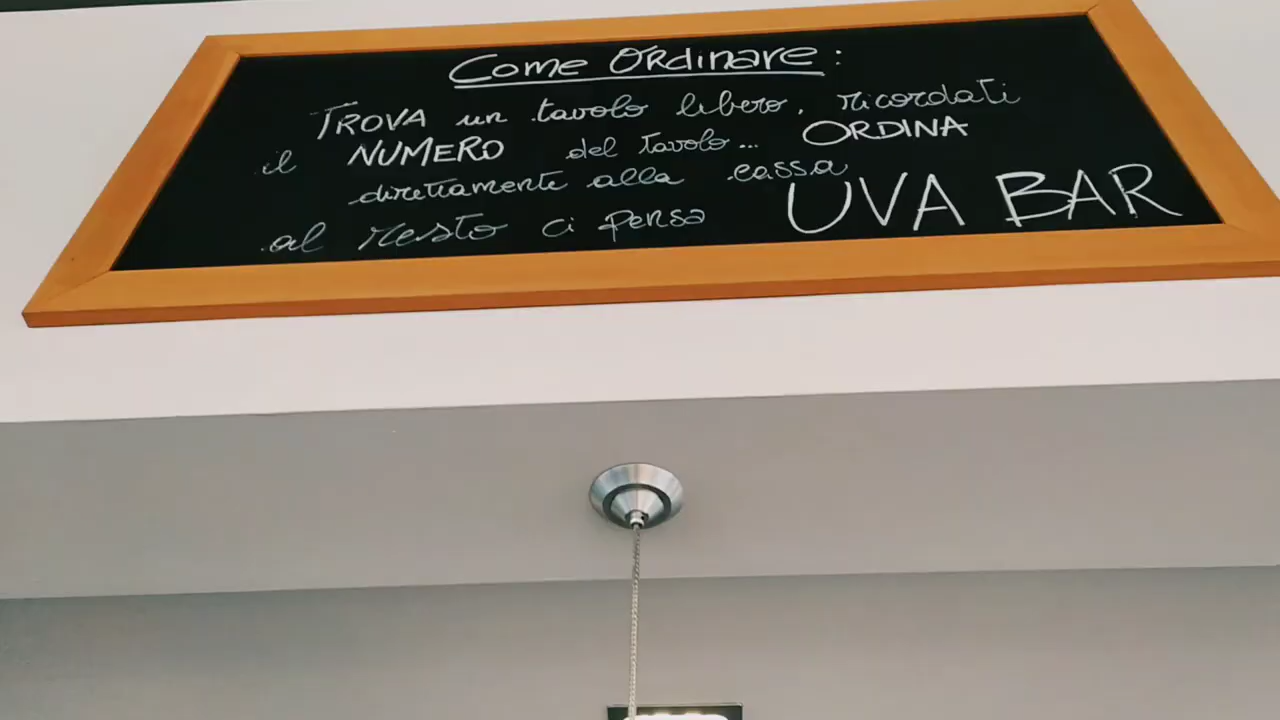 Come ORdinare:
TROVA un tavolo libero, ricordati
il NUMERO del tavolo... ORDINA
direttamente alla cassa
al resto ci pensa UVA BAR